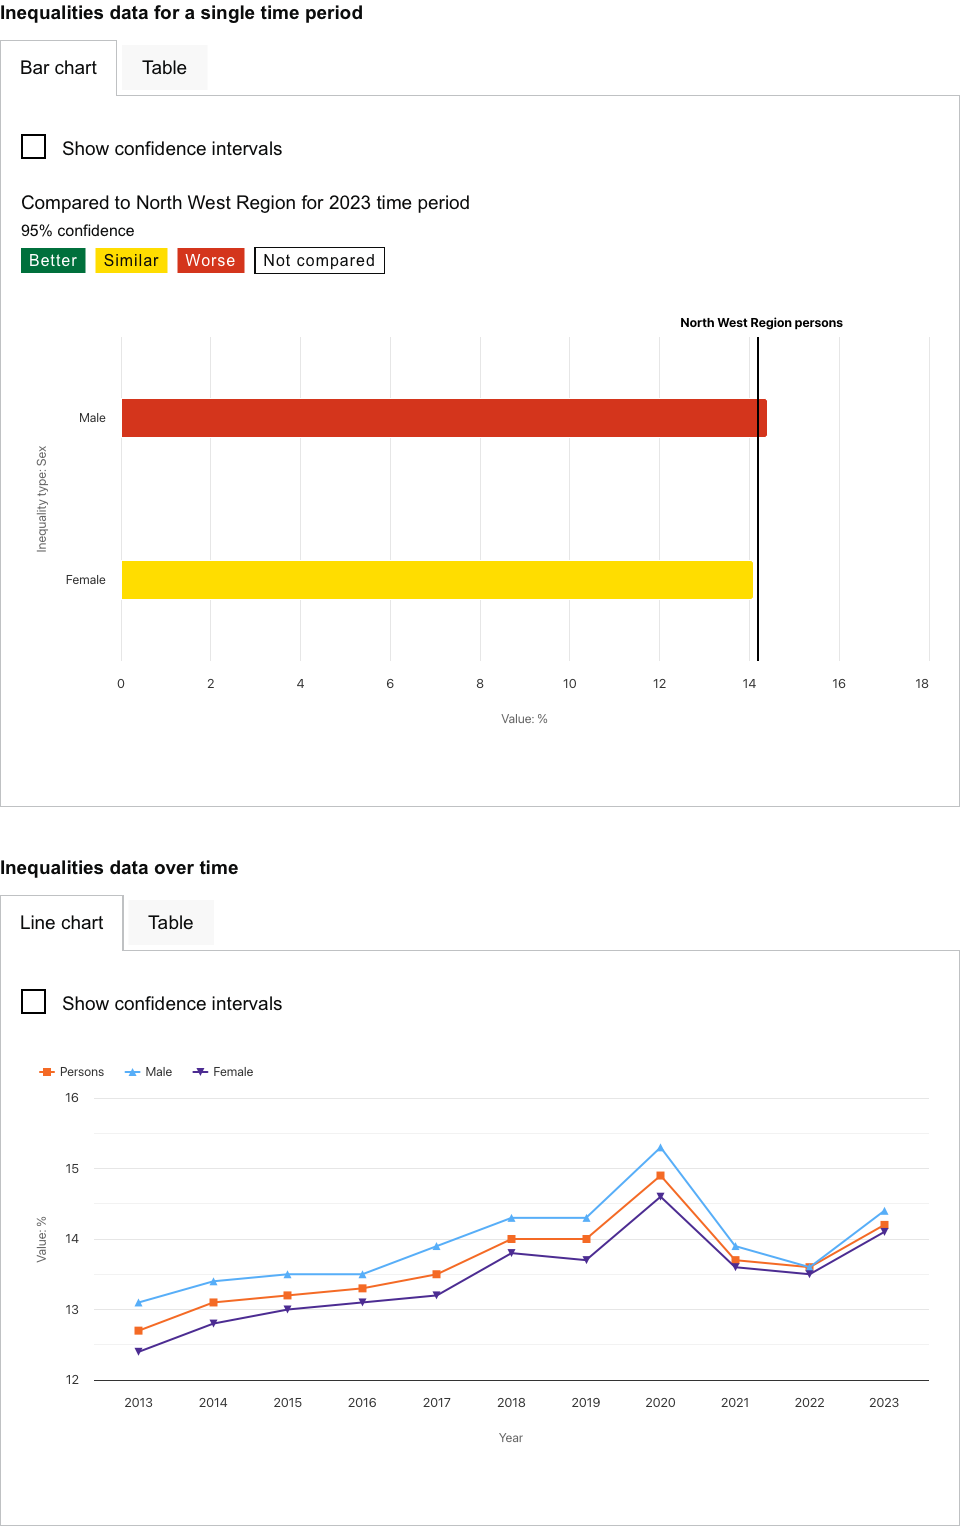 Inequalities data for a single time period
Bar chart Table
Show confidence intervals
Compared to North West Region for 2023 time period
95% confidence
Better Similar Worse Not compared
North West Region persons
Male
Inequality type: Sex
Female
0 2 4 6 8 10 12 14 16 18
Value: %
Inequalities data over time
Line chart Table
Show confidence intervals
Persons Male Female
16
15
14
Value: %
13
12
2013 2014 2015 2016 2017 2018 2019 2020 2021 2022 2023
Year